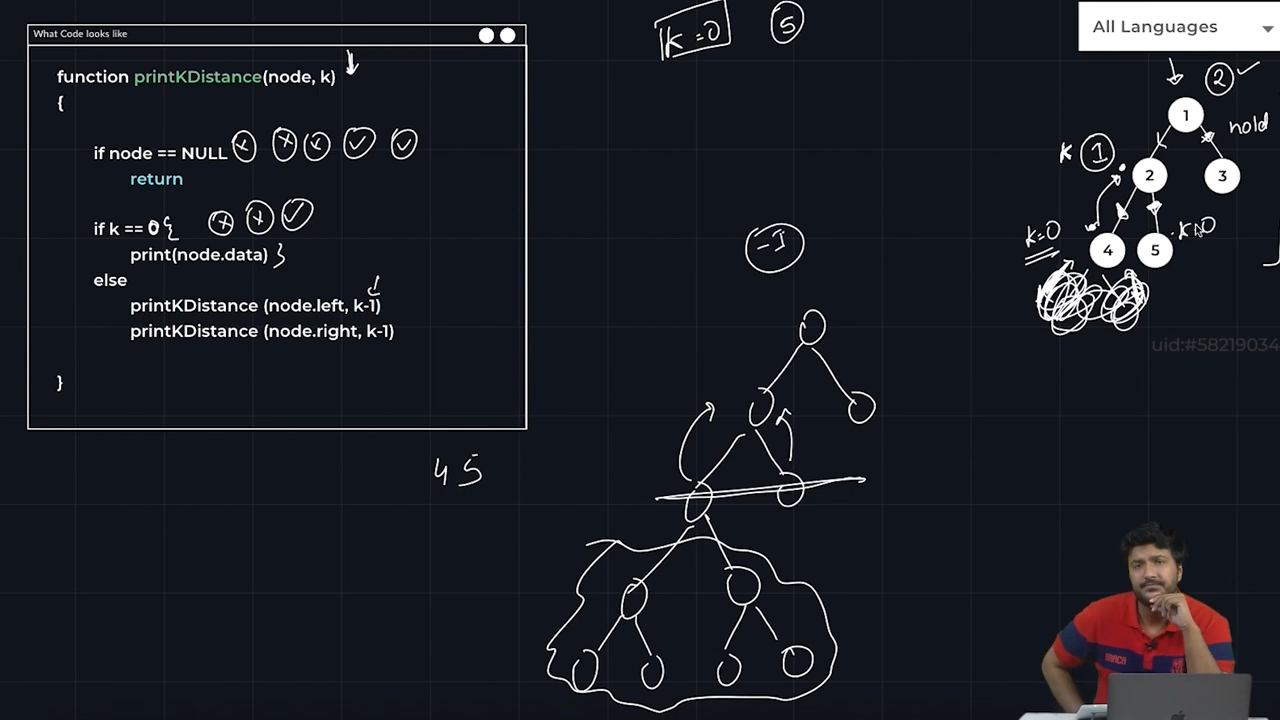 What Code looks like
function printKDistance(node, k)
{
if node == NULL
return
if k == 0 {
print(node.data) }
else
printKDistance (node.left, k-1)
printKDistance (node.right, k-1)
}
4 5
k=0 5
-1
All Languages
2
1
hold
K 1
2
3
k=0
4
5
k=0
uid:#58219034